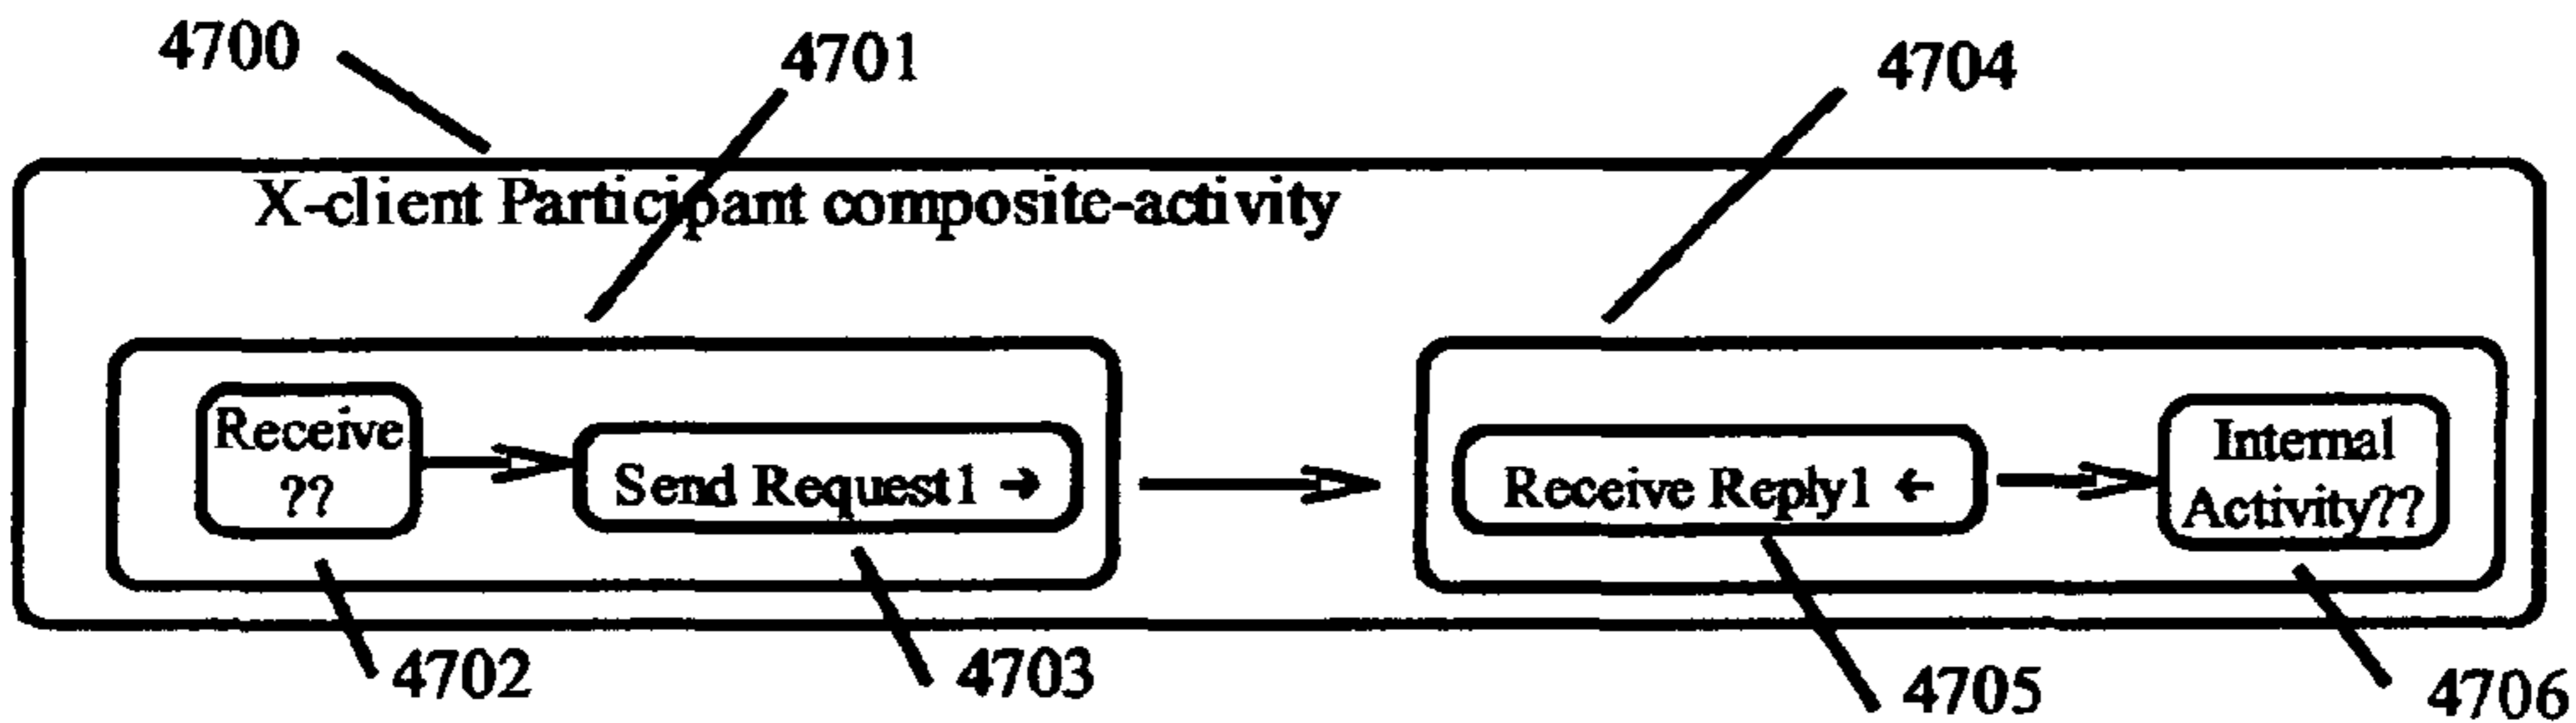 4700
4701
4704
X-client Participant composite-activity
Receive
??
Send Request1 →
Receive Reply1 ←
Internal
Activity??
4702
4703
4705
4706